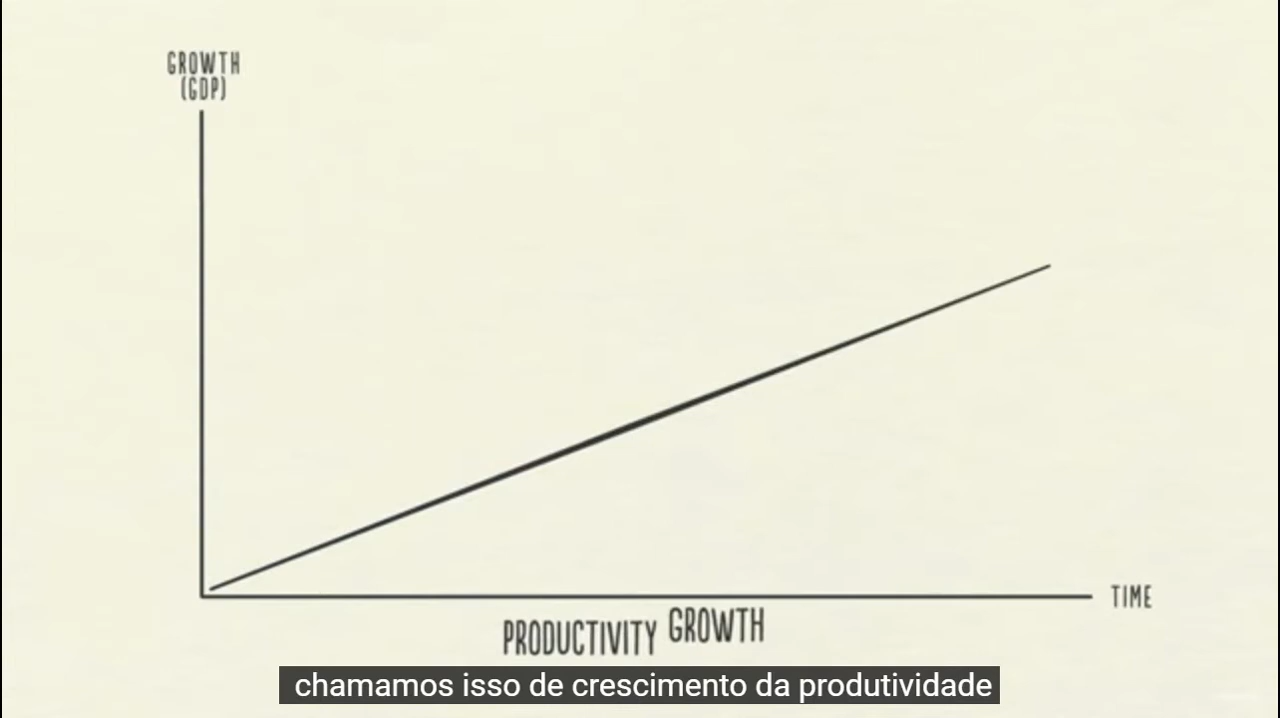 GROWTH
(GDP)
TIME
PRODUCTIVITY GROWTH
chamamos isso de crescimento da produtividade